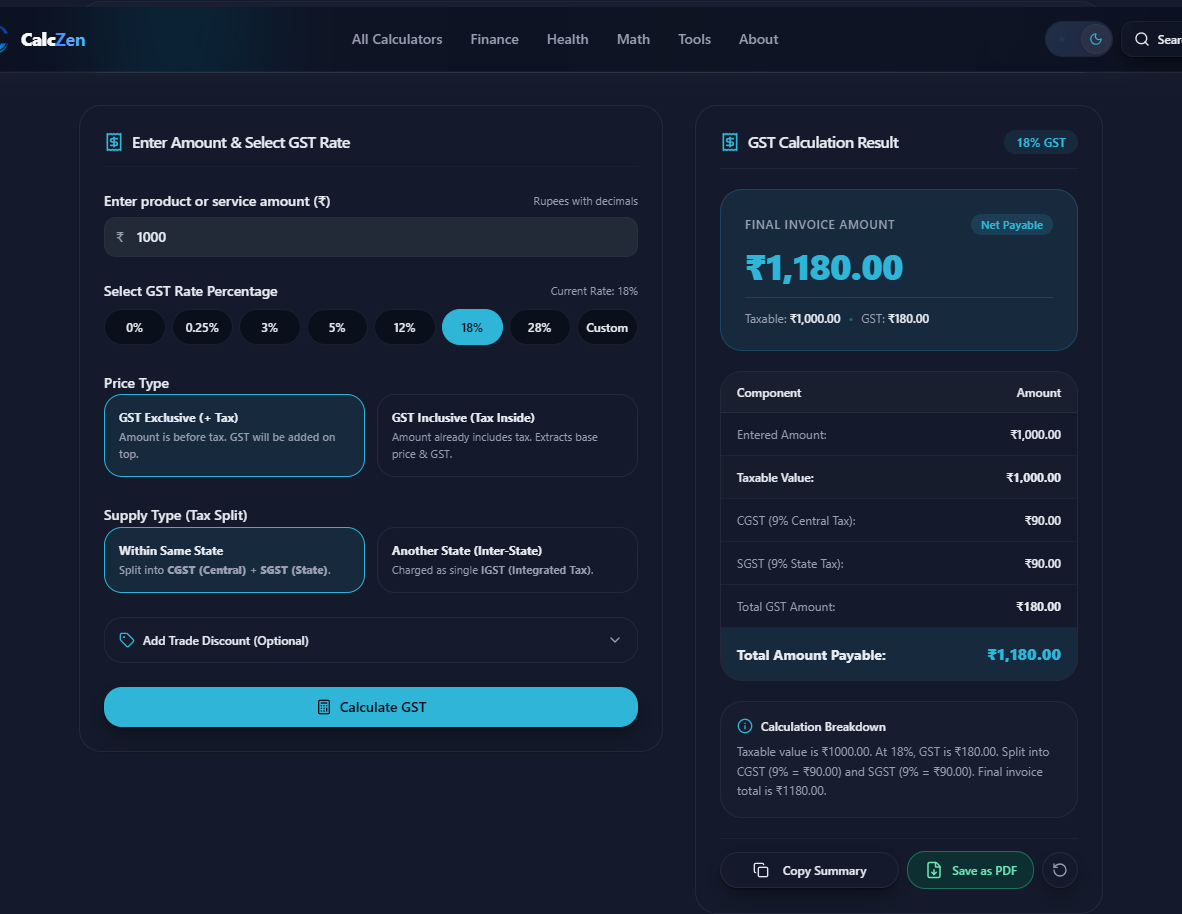 CalcZen
All Calculators
Finance
Health
Math
Tools
About
Enter Amount & Select GST Rate
Enter product or service amount (₹)
Rupees with decimals
₹ 1000
Select GST Rate Percentage
Current Rate: 18%
0%
0.25%
3%
5%
12%
18%
28%
Custom
Price Type
GST Exclusive (+ Tax)
Amount is before tax. GST will be added on
top.
GST Inclusive (Tax Inside)
Amount already includes tax. Extracts base
price & GST.
Supply Type (Tax Split)
Within Same State
Split into CGST (Central) + SGST (State).
Another State (Inter-State)
Charged as single IGST (Integrated Tax).
Add Trade Discount (Optional)
Calculate GST
GST Calculation Result
18% GST
FINAL INVOICE AMOUNT
Net Payable
₹1,180.00
Taxable: ₹1,000.00 • GST: ₹180.00
Component Amount
Entered Amount: ₹1,000.00
Taxable Value: ₹1,000.00
CGST (9% Central Tax): ₹90.00
SGST (9% State Tax): ₹90.00
Total GST Amount: ₹180.00
Total Amount Payable: ₹1,180.00
Calculation Breakdown
Taxable value is ₹1000.00. At 18%, GST is ₹180.00. Split into
CGST (9% = ₹90.00) and SGST (9% = ₹90.00). Final invoice
total is ₹1180.00.
Copy Summary
Save as PDF